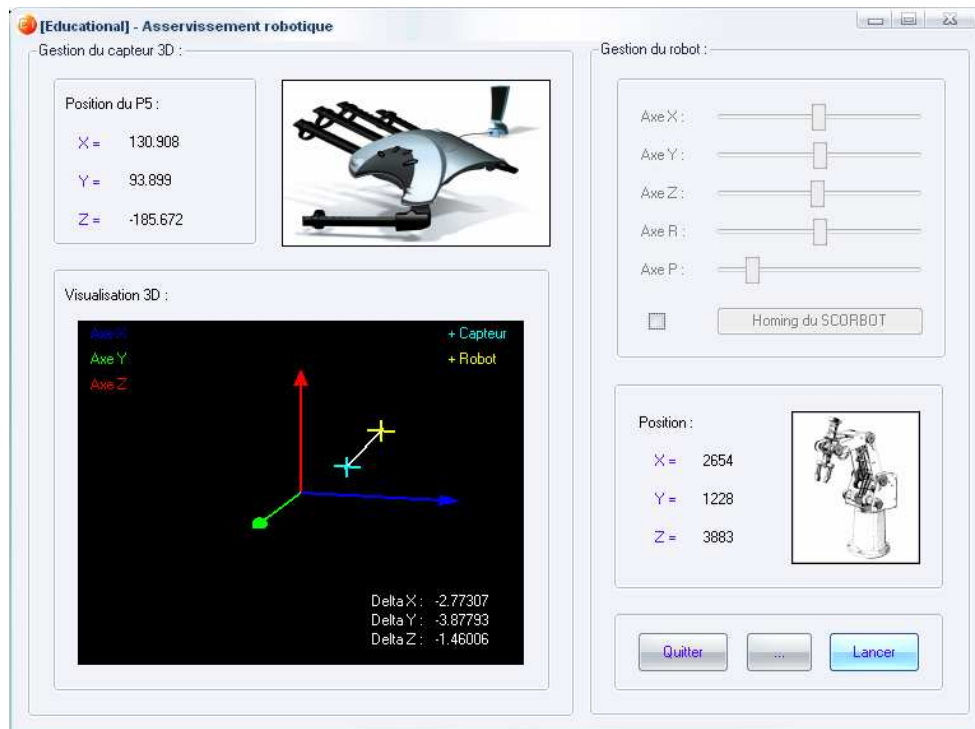 [Educational] - Asservissement robotique
Gestion du capteur 3D :
Position du P5 :
X = 130.908
Y = 93.899
Z = -185.672
Visualisation 3D :
Axe X
Axe Y
Axe Z
+ Capteur
+ Robot
Delta X : -2.77307
Delta Y : -3.87793
Delta Z : -1.46006
Gestion du robot :
Axe X :
Axe Y :
Axe Z :
Axe R :
Axe P :
Homing du SCORBOT
Position :
X = 2654
Y = 1228
Z = 3883
Quitter
...
Lancer